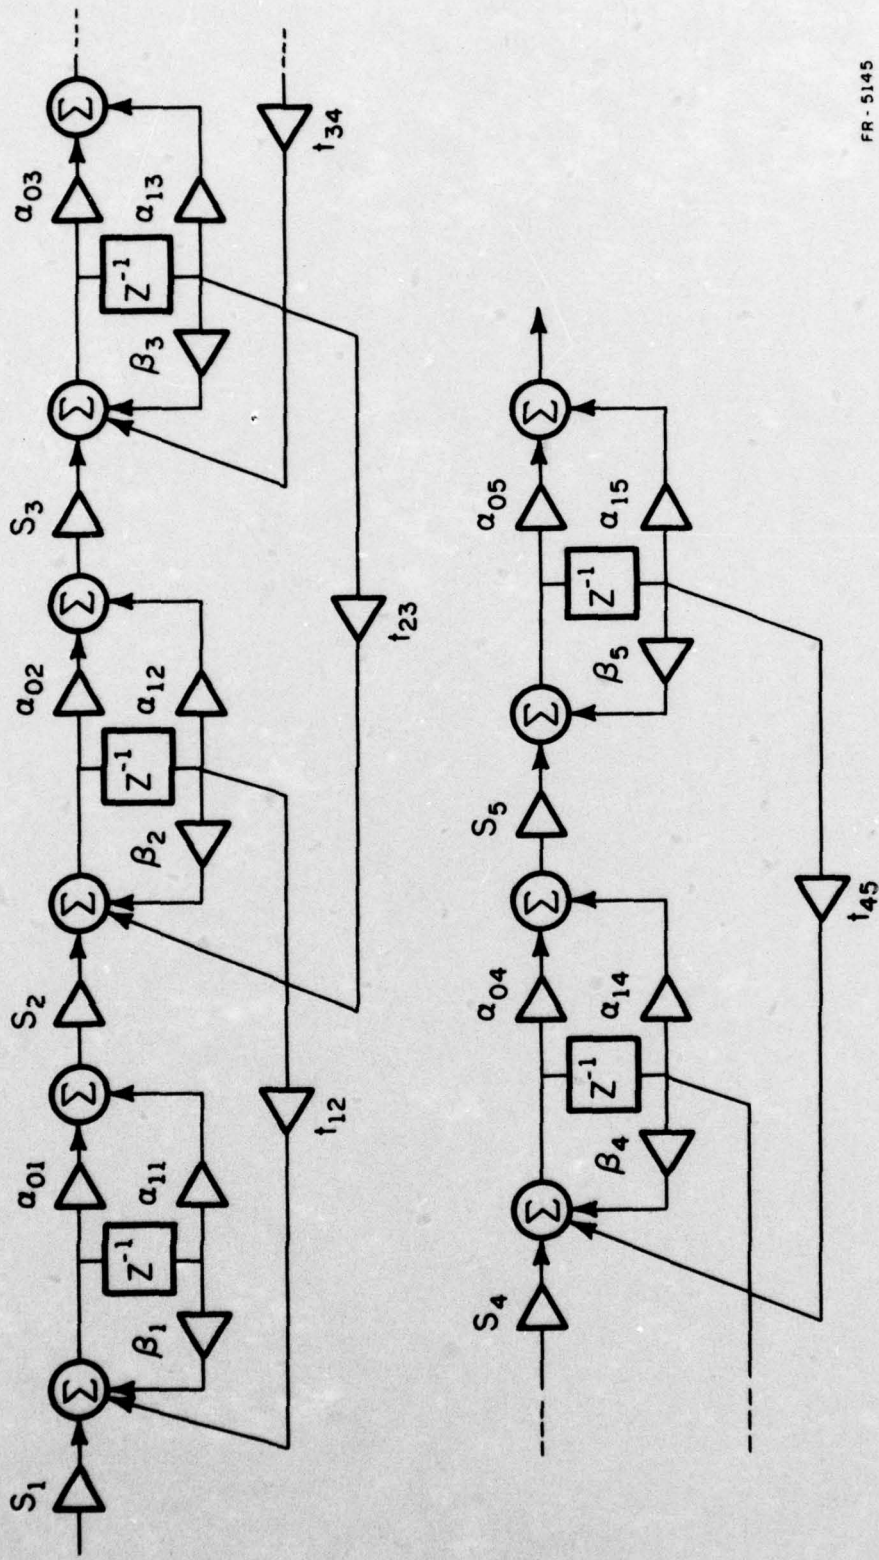 S₁ Σ α₀₁ Σ S₂ Σ α₀₂ Σ S₃ Σ α₀₃ Σ
β₁ Z⁻¹ α₁₁ β₂ Z⁻¹ α₁₂ β₃ Z⁻¹ α₁₃
t₁₂ t₂₃ t₃₄
S₄ Σ α₀₄ Σ S₅ Σ α₀₅ Σ
β₄ Z⁻¹ α₁₄ β₅ Z⁻¹ α₁₅
t₄₅
FR-5145